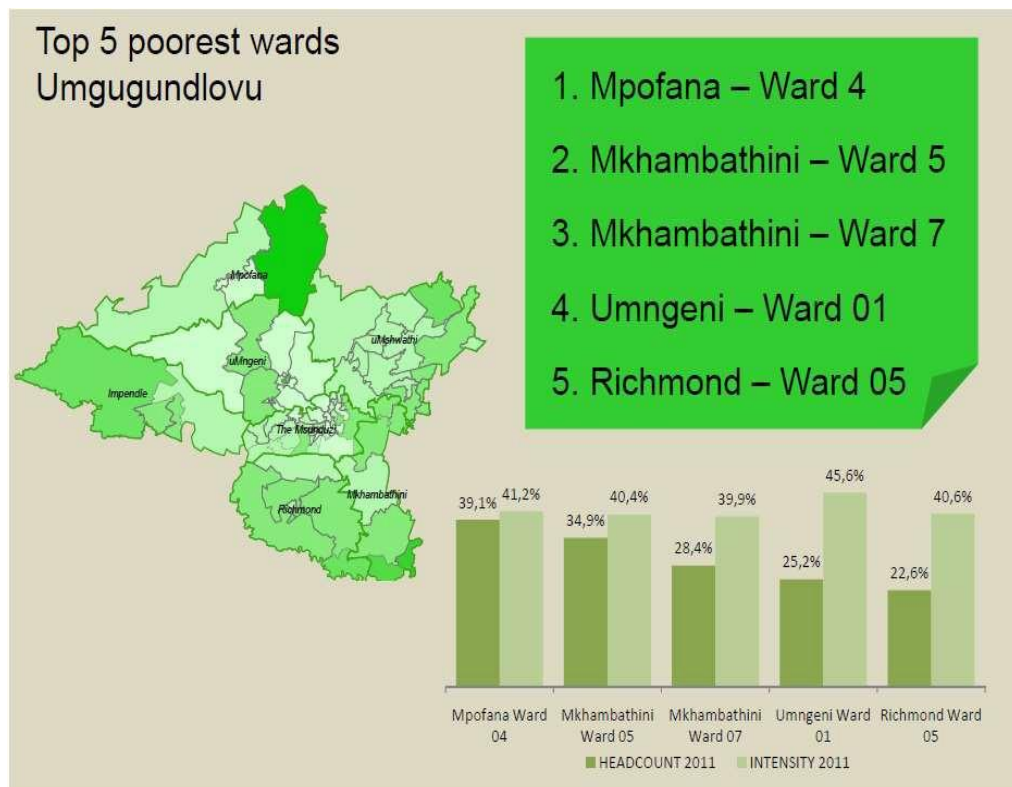 Top 5 poorest wards
Umgugundlovu
1. Mpofana – Ward 4
2. Mkhambathini – Ward 5
3. Mkhambathini – Ward 7
4. Umngeni – Ward 01
5. Richmond – Ward 05
Mpofana
uMshwathi
uMngeni
Impendle
The Msunduzi
Mkhambathini
Richmond
39,1% 41,2% 34,9% 40,4% 28,4% 39,9% 25,2% 45,6% 22,6% 40,6%
Mpofana Ward Mkhambathini Mkhambathini Umngeni Ward Richmond Ward
04 Ward 05 Ward 07 01 05
HEADCOUNT 2011 INTENSITY 2011